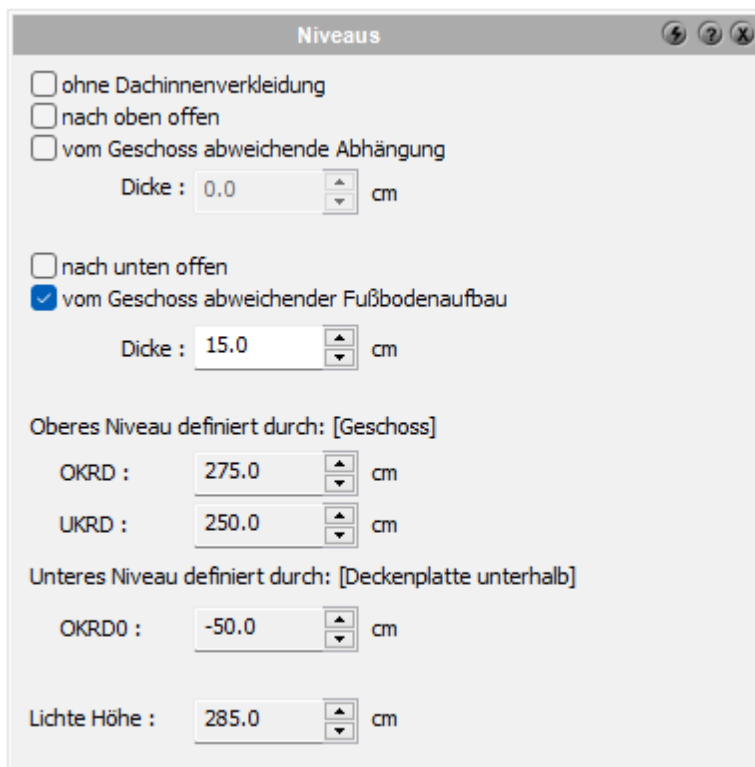 Niveaus
ohne Dachinnenverkleidung
nach oben offen
vom Geschoss abweichende Abhängung
Dicke : 0.0 cm
nach unten offen
vom Geschoss abweichender Fußbodenaufbau
Dicke : 15.0 cm
Oberes Niveau definiert durch: [Geschoss]
OKRD : 275.0 cm
UKRD : 250.0 cm
Unteres Niveau definiert durch: [Deckenplatte unterhalb]
OKRD0 : -50.0 cm
Lichte Höhe : 285.0 cm